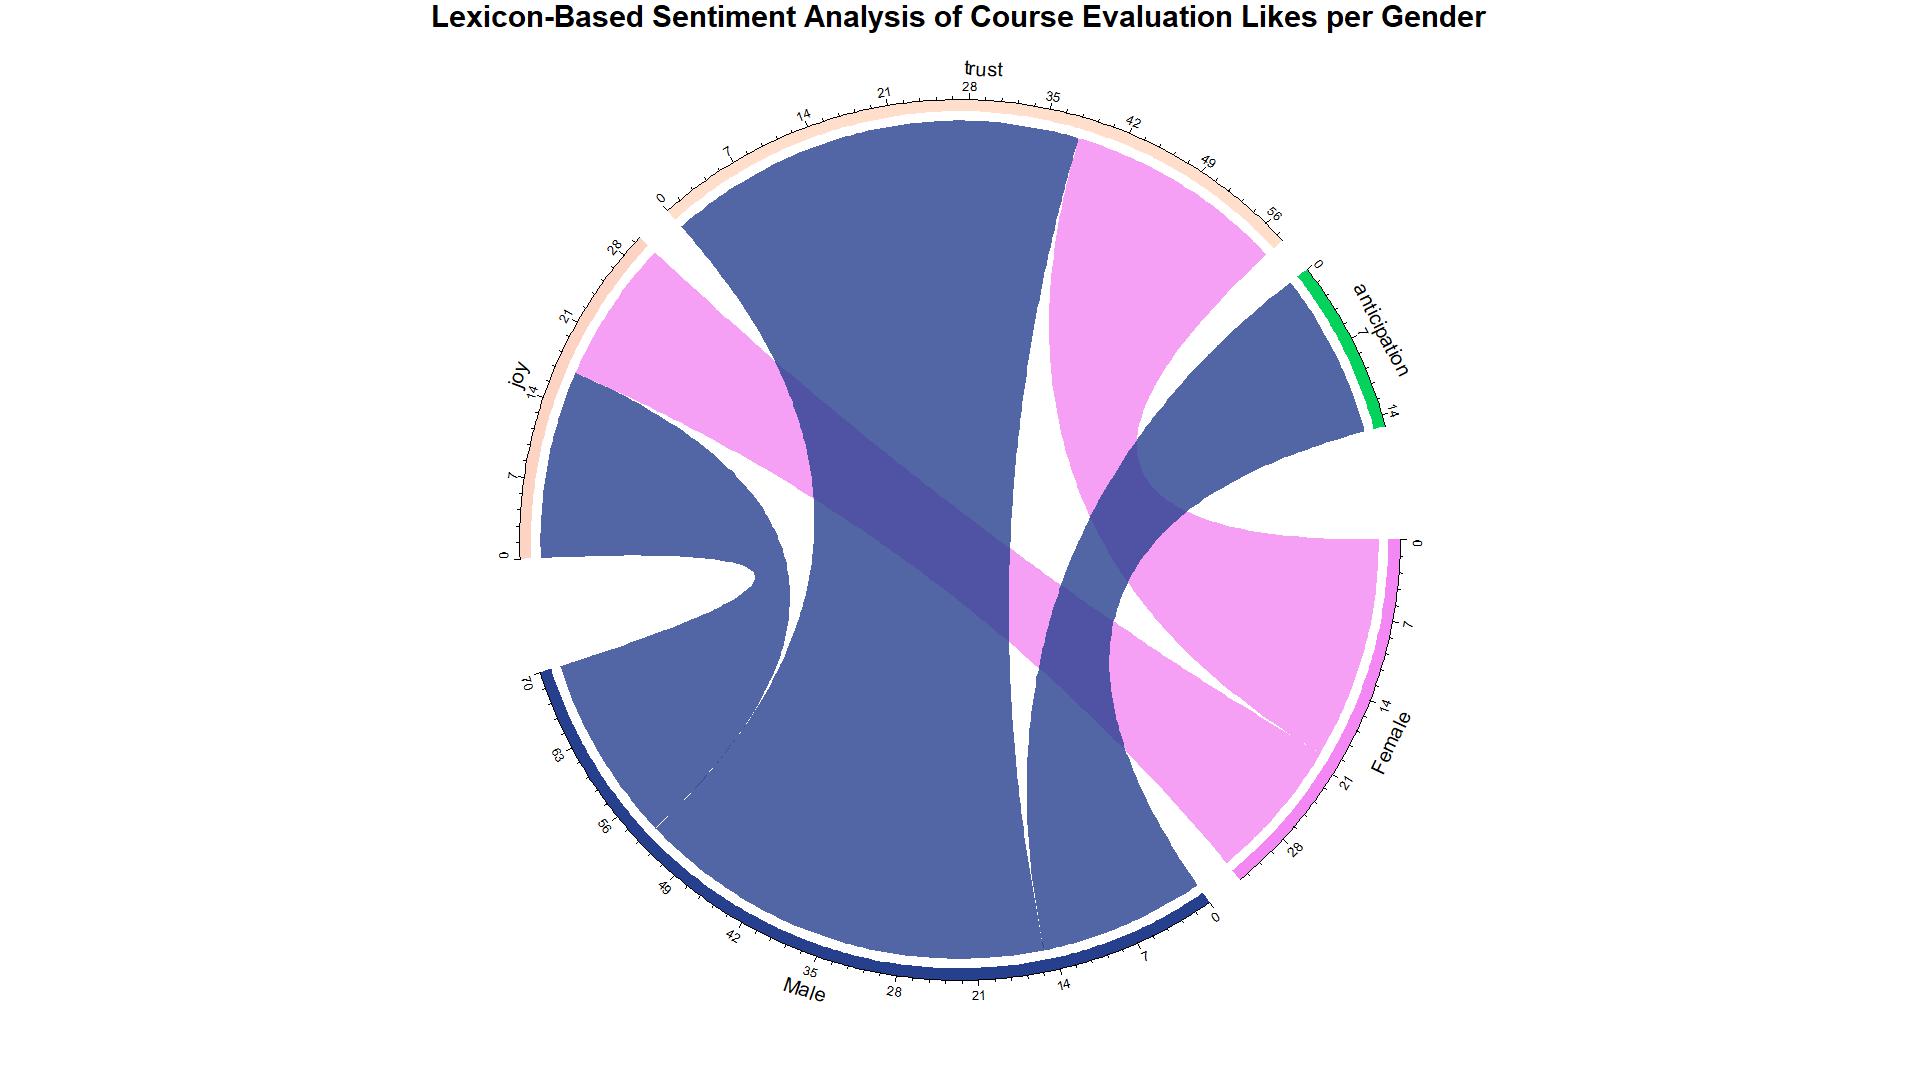 Lexicon-Based Sentiment Analysis of Course Evaluation Likes per Gender
trust
0 7 14 21 28 35 42 49 56
anticipation
0 7 14
Female
0 7 14 21 28
Male
0 7 14 21 28 35 42 49 56 63 70
joy
0 7 14 21 28